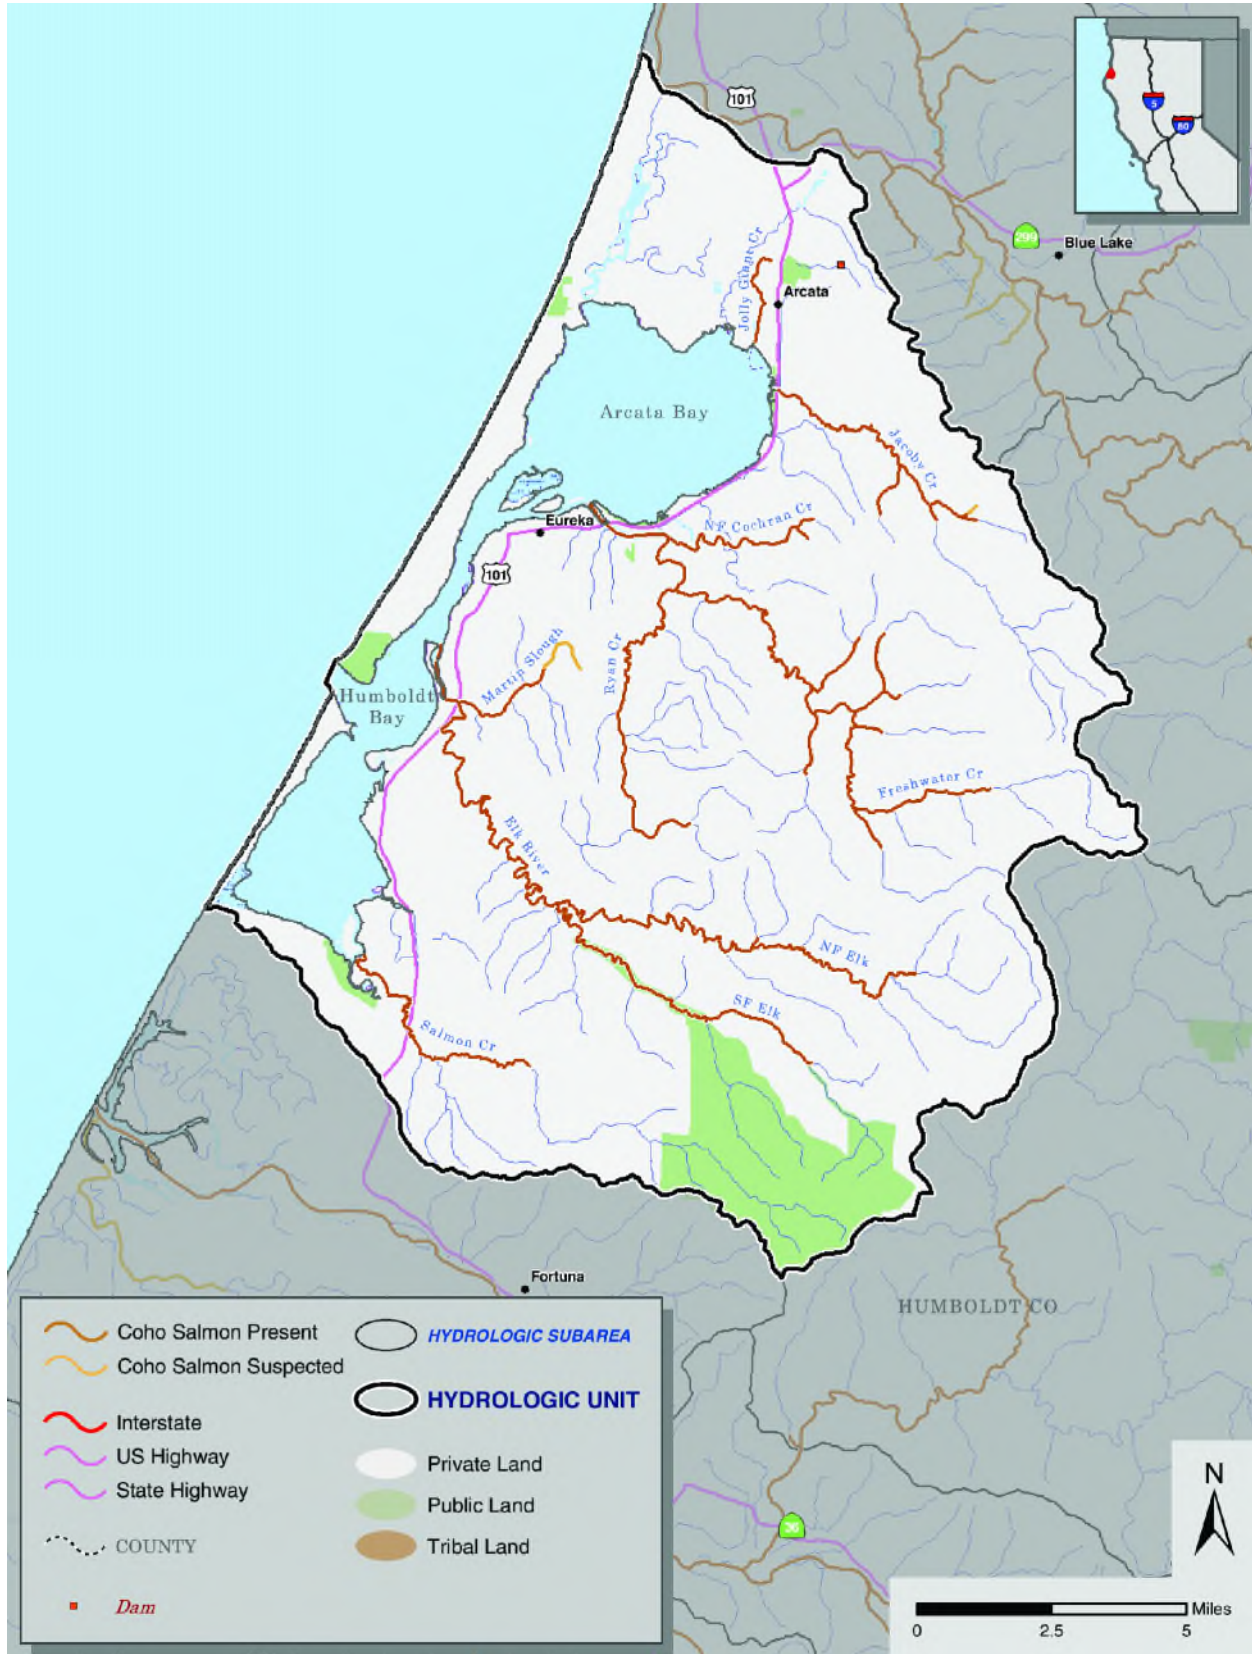 101
5
80
299
Blue Lake
Jolly Giant Cr
Arcata
Arcata Bay
Jacoby Cr
Eureka
NF Cochran Cr
101
Martin Slough
Ryan Cr
Humboldt
Bay
Freshwater Cr
Elk River
NF Elk
SF Elk
Salmon Cr
Fortuna
HUMBOLDT CO
Coho Salmon Present
Coho Salmon Suspected
Interstate
US Highway
State Highway
COUNTY
Dam
HYDROLOGIC SUBAREA
HYDROLOGIC UNIT
Private Land
Public Land
Tribal Land
36
N
Miles
0 2.5 5